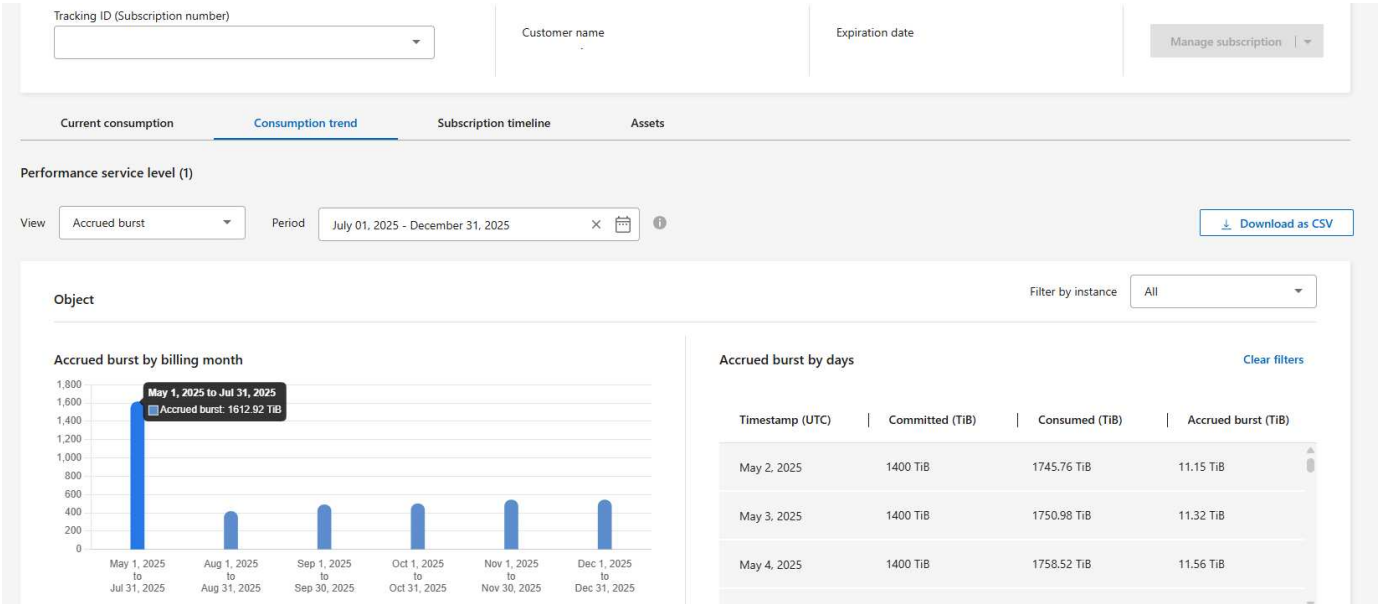 Tracking ID (Subscription number)
Customer name
Expiration date
Manage subscription
Current consumption
Consumption trend
Subscription timeline
Assets
Performance service level (1)
View
Accrued burst
Period
July 01, 2025 - December 31, 2025
Download as CSV
Object
Filter by instance
All
Accrued burst by billing month
1,800
1,600
1,400
1,200
1,000
800
600
400
200
0
May 1, 2025 to Jul 31, 2025
Accrued burst: 1612.92 TiB
May 1, 2025
to
Jul 31, 2025
Aug 1, 2025
to
Aug 31, 2025
Sep 1, 2025
to
Sep 30, 2025
Oct 1, 2025
to
Oct 31, 2025
Nov 1, 2025
to
Nov 30, 2025
Dec 1, 2025
to
Dec 31, 2025
Accrued burst by days
Clear filters
Timestamp (UTC) Committed (TiB) Consumed (TiB) Accrued burst (TiB)
May 2, 2025 1400 TiB 1745.76 TiB 11.15 TiB
May 3, 2025 1400 TiB 1750.98 TiB 11.32 TiB
May 4, 2025 1400 TiB 1758.52 TiB 11.56 TiB